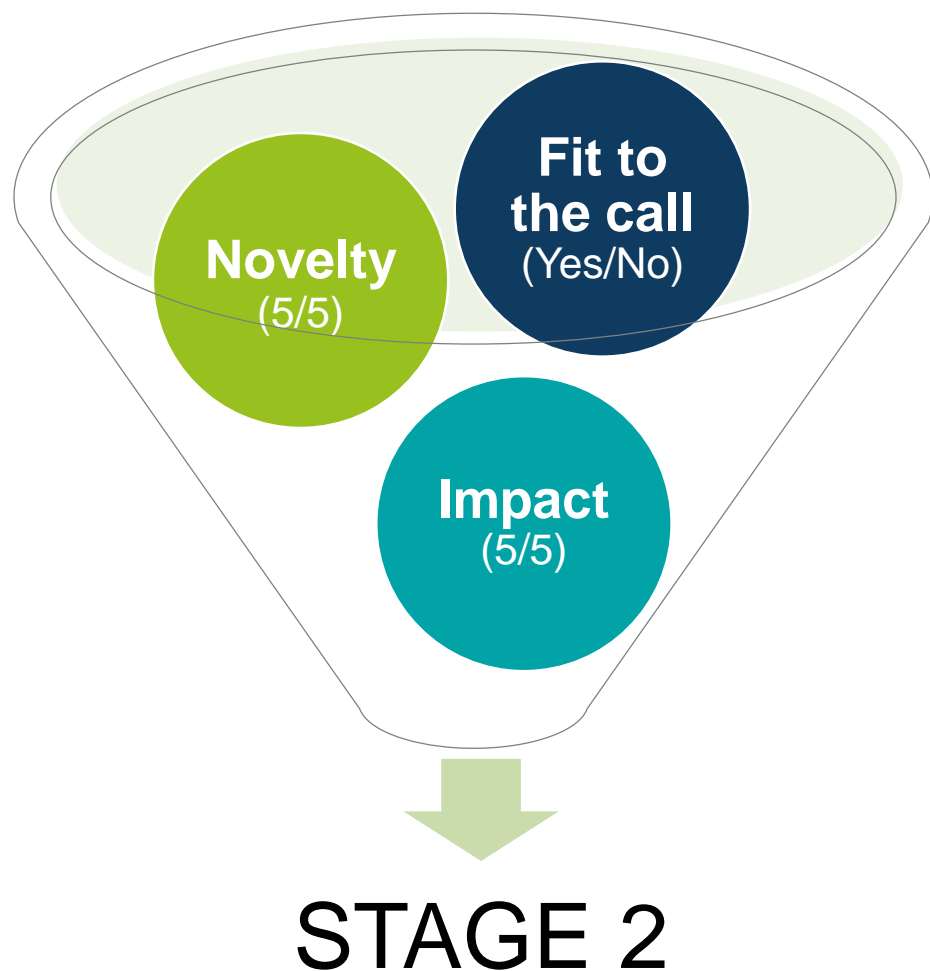 Fit to
the call
(Yes/No)
Novelty
(5/5)
Impact
(5/5)
STAGE 2